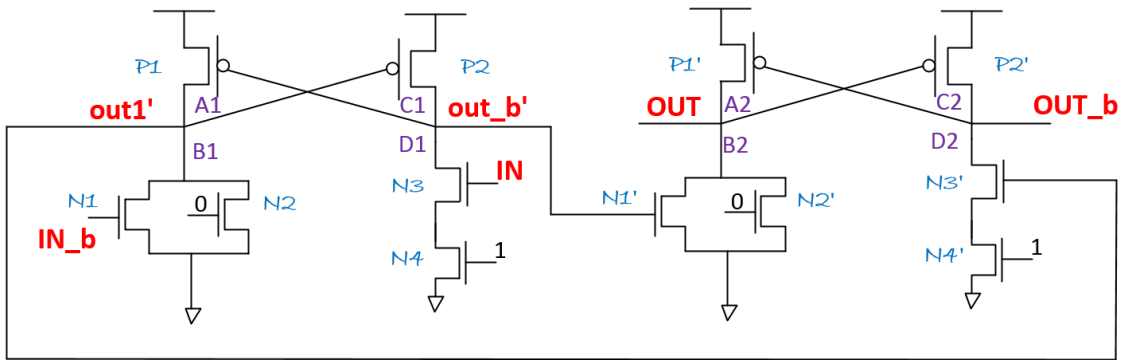 P1 P2 P1' P2'
A1 C1 A2 C2
out1' out_b' OUT OUT_b
B1 D1 B2 D2
N1 0 N2 N3 IN N1' 0 N2' N3'
IN_b
N4 1 N4' 1